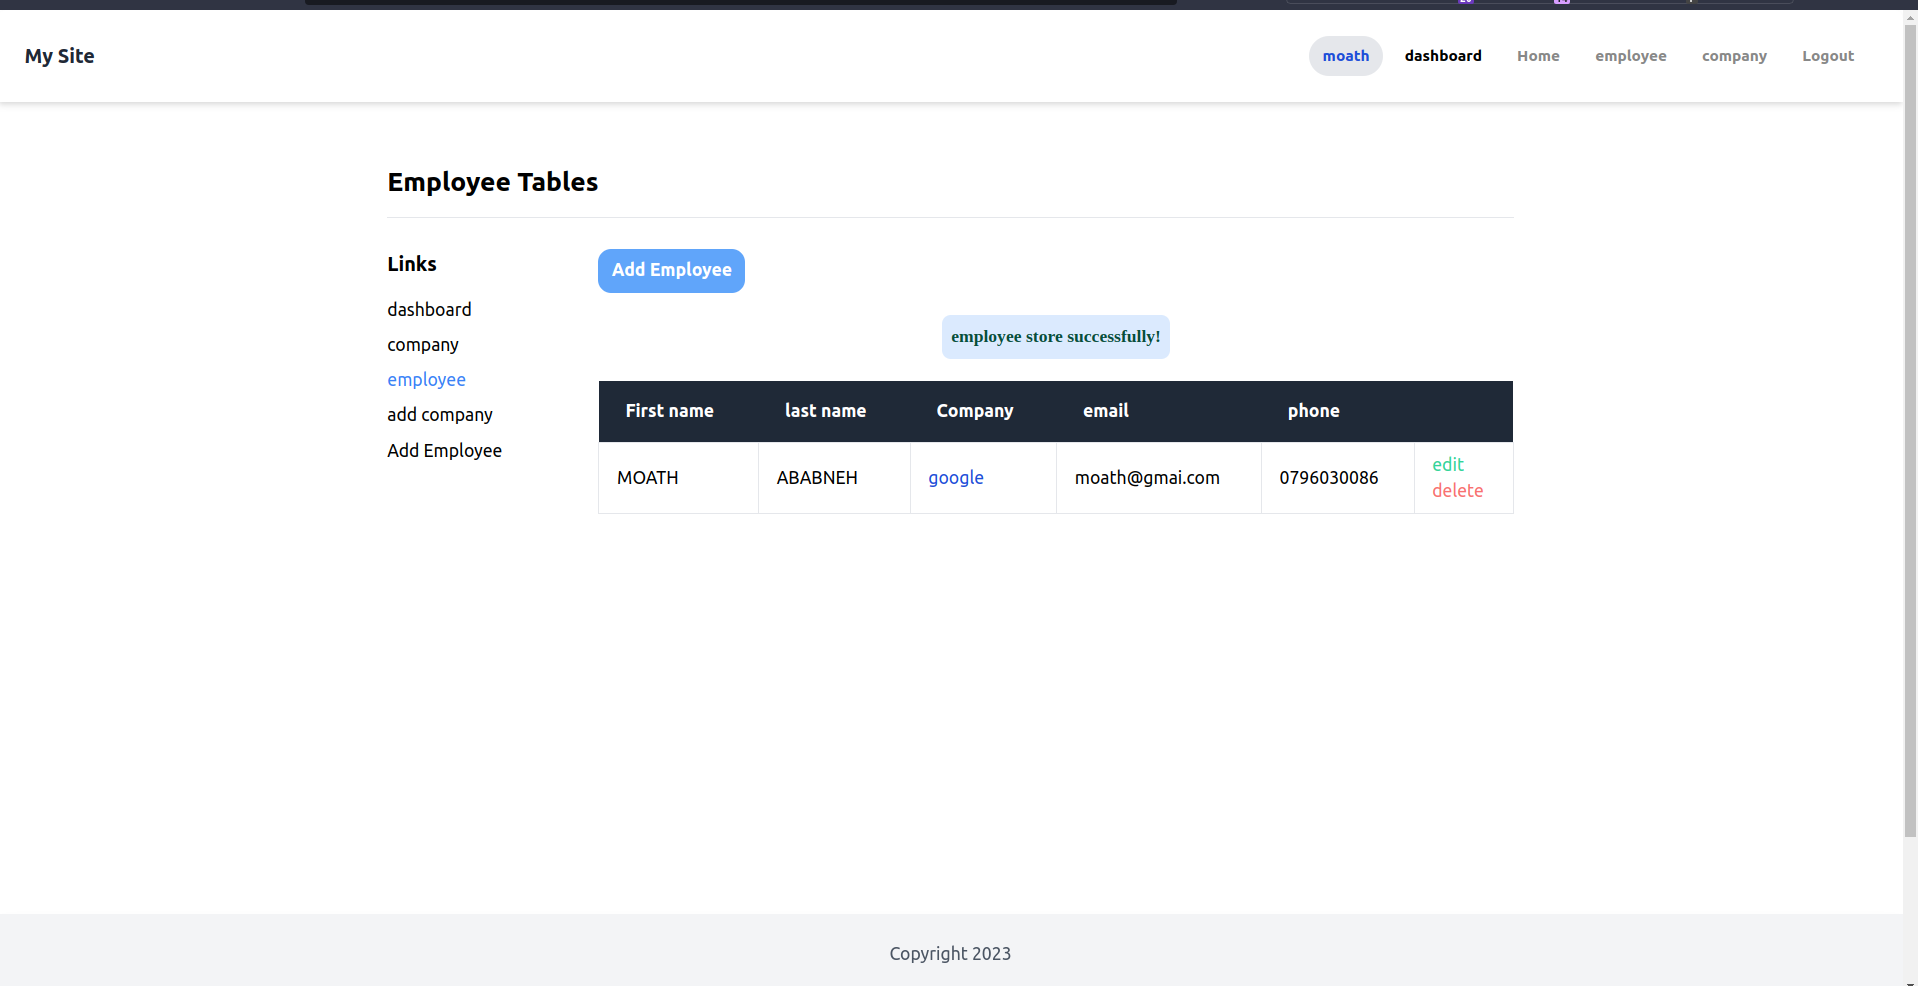 My Site
moath dashboard Home employee company Logout
Employee Tables
Links
dashboard
company
employee
add company
Add Employee
Add Employee
employee store successfully!
First name last name Company email phone
MOATH ABABNEH google moath@gmai.com 0796030086 edit
delete
Copyright 2023